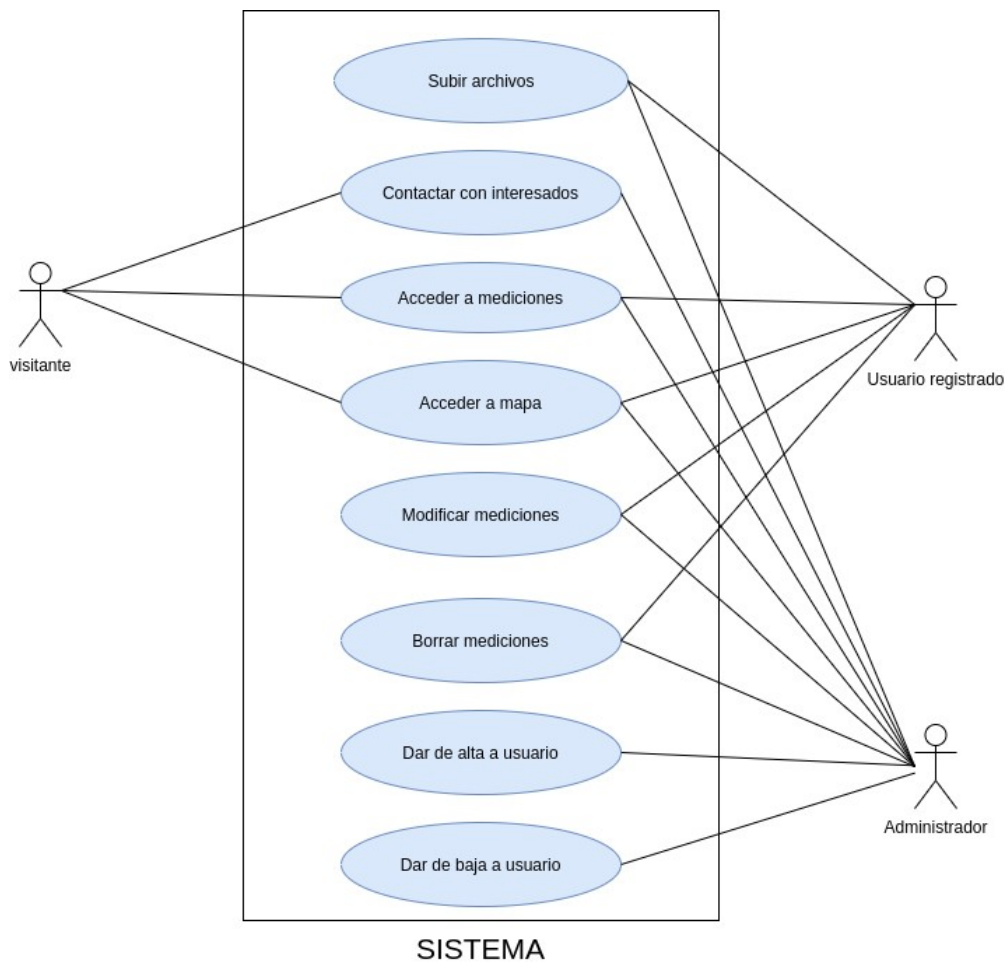 Subir archivos
Contactar con interesados
Acceder a mediciones
visitante
Usuario registrado
Acceder a mapa
Modificar mediciones
Borrar mediciones
Dar de alta a usuario
Administrador
Dar de baja a usuario
SISTEMA